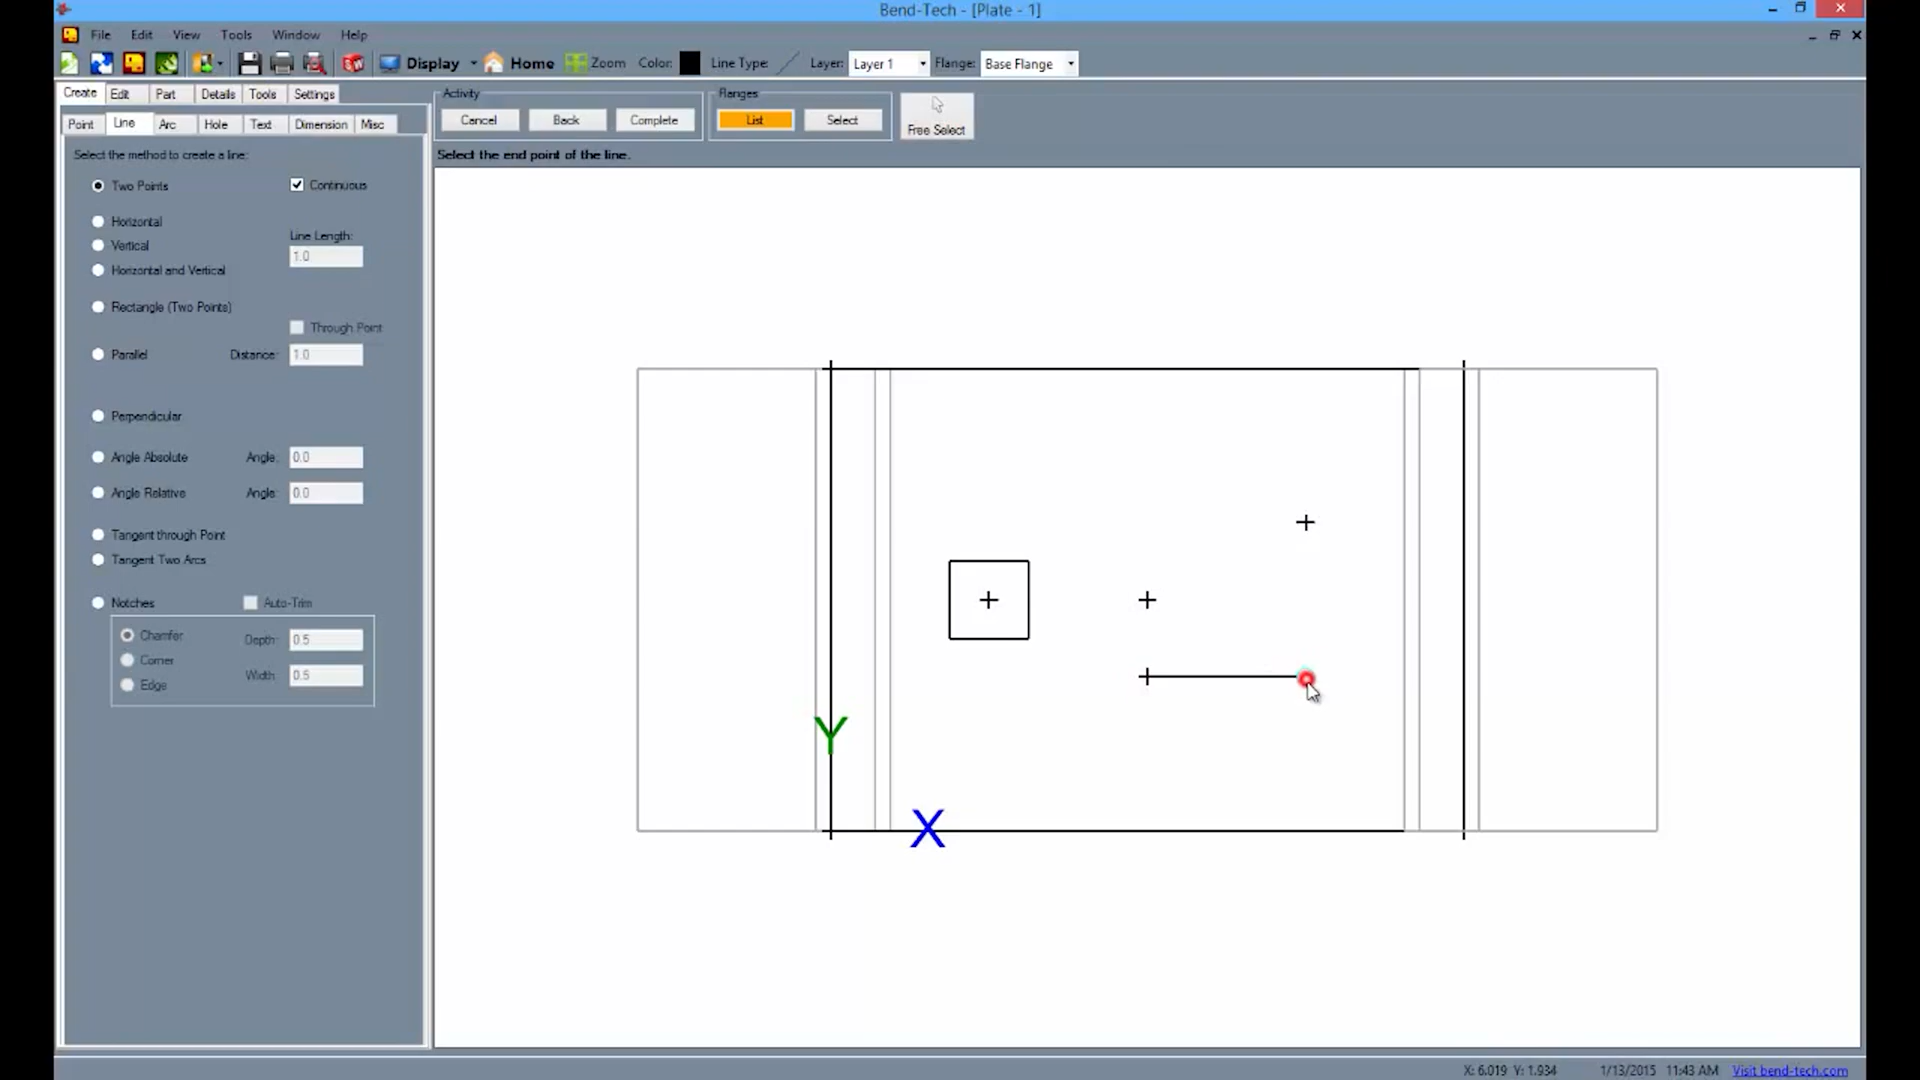 Bend-Tech - [Plate - 1]
File Edit View Tools Window Help
Display Home Zoom Color: Line Type: Layer: Layer 1 Flange: Base Flange
Create Edit Part Details Tools Settings
Point Line Arc Hole Text Dimension Misc
Activity
Cancel Back Complete
Flanges
List Select
Free Select
Select the end point of the line.
Select the method to create a line:
Two Points Continuous
Horizontal
Line Length:
Vertical 1.0
Horizontal and Vertical
Rectangle (Two Points)
Through Point
Parallel Distance: 1.0
Perpendicular
Angle Absolute Angle: 0.0
Angle Relative Angle: 0.0
Tangent through Point
Tangent Two Arcs
Notches Auto-Trim
Chamfer Depth: 0.5
Corner
Width: 0.5
Edge
Y
X
X: 6.019 Y: 1.934 1/13/2015 11:43 AM Visit bend-tech.com